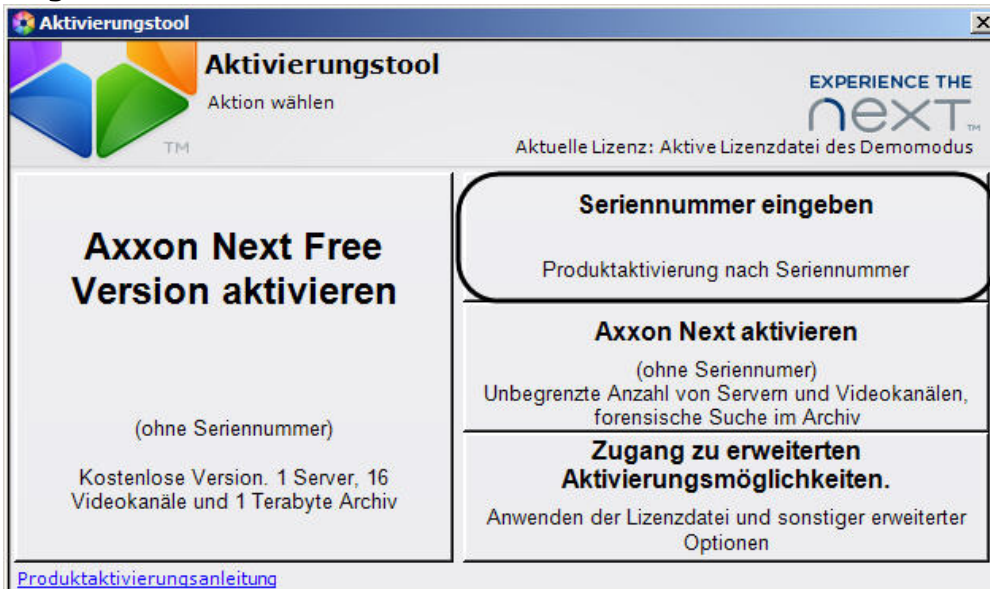 Aktivierungstool
Aktivierungstool
Aktion wählen
TM
EXPERIENCE THE
next TM
Aktuelle Lizenz: Aktive Lizenzdatei des Demomodus
Axxon Next Free
Version aktivieren
(ohne Seriennummer)
Kostenlose Version. 1 Server, 16
Videokanäle und 1 Terabyte Archiv
Seriennummer eingeben
Produktaktivierung nach Seriennummer
Axxon Next aktivieren
(ohne Seriennumer)
Unbegrenzte Anzahl von Servern und Videokanälen,
forensische Suche im Archiv
Zugang zu erweiterten
Aktivierungsmöglichkeiten.
Anwenden der Lizenzdatei und sonstiger erweiterter
Optionen
Produktaktivierungsanleitung